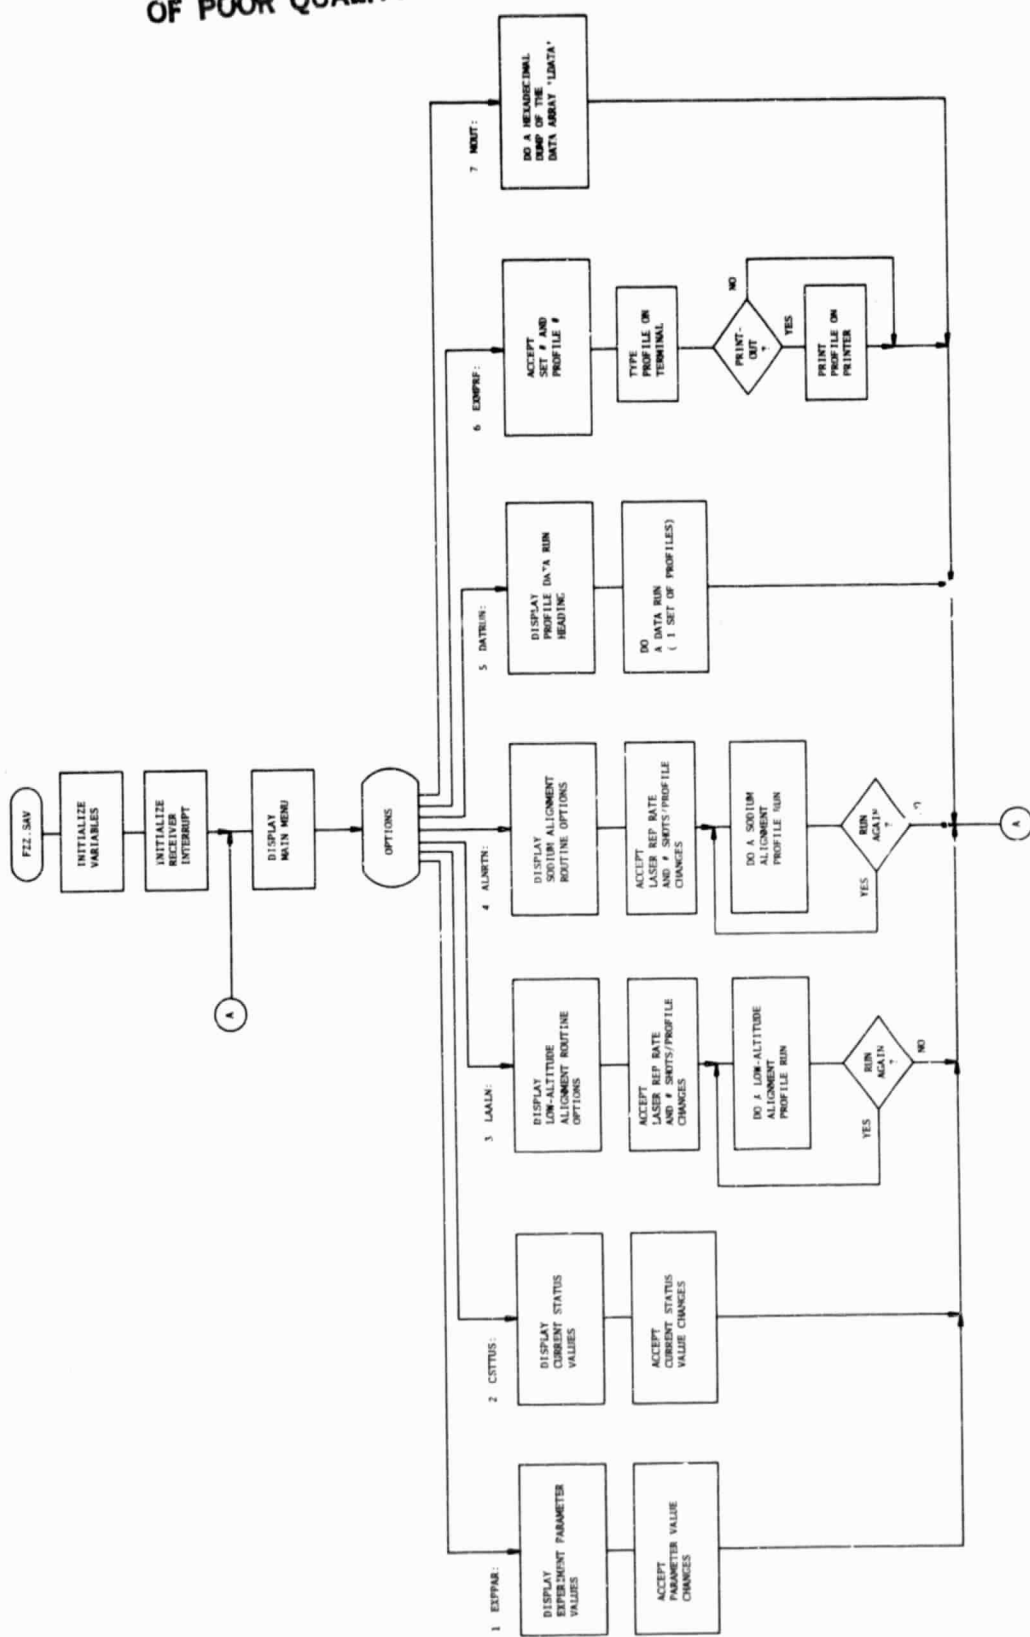 OF POOR QUALITY
FZZ.SAV
INITIALIZE
VARIABLES
INITIALIZE
RECEIVER
INTERRUPT
A
DISPLAY
MAIN MENU
OPTIONS
1 EXPPAR:
DISPLAY
EXPERIMENT PARAMETER
VALUES
ACCEPT
PARAMETER VALUE
CHANGES
2 CSTTUS:
DISPLAY
CURRENT STATUS
VALUES
ACCEPT
CURRENT STATUS
VALUE CHANGES
3 LAALN:
DISPLAY
LOW-ALTITUDE
ALIGNMENT ROUTINE
OPTIONS
ACCEPT
LASER REP RATE
AND # SHOTS/PROFILE
CHANGES
DO A LOW-ALTITUDE
ALIGNMENT
PROFILE RUN
RUN
AGAIN
?
YES
NO
4 ALNRTN:
DISPLAY
SODIUM ALIGNMENT
ROUTINE OPTIONS
ACCEPT
LASER REP RATE
AND # SHOTS/PROFILE
CHANGES
DO A SODIUM
ALIGNMENT
PROFILE RUN
RUN
AGAIN
?
YES
5 DATRUN:
DISPLAY
PROFILE DATA RUN
HEADING
DO
A DATA RUN
( 1 SET OF PROFILES)
6 EXMPRF:
ACCEPT
SET # AND
PROFILE #
TYPE
PROFILE ON
TERMINAL
PRINT-
OUT
?
NO
YES
PRINT
PROFILE ON
PRINTER
7 MOUT:
DO A HEXADECIMAL
DUMP OF THE
DATA ARRAY 'LDATA'
A